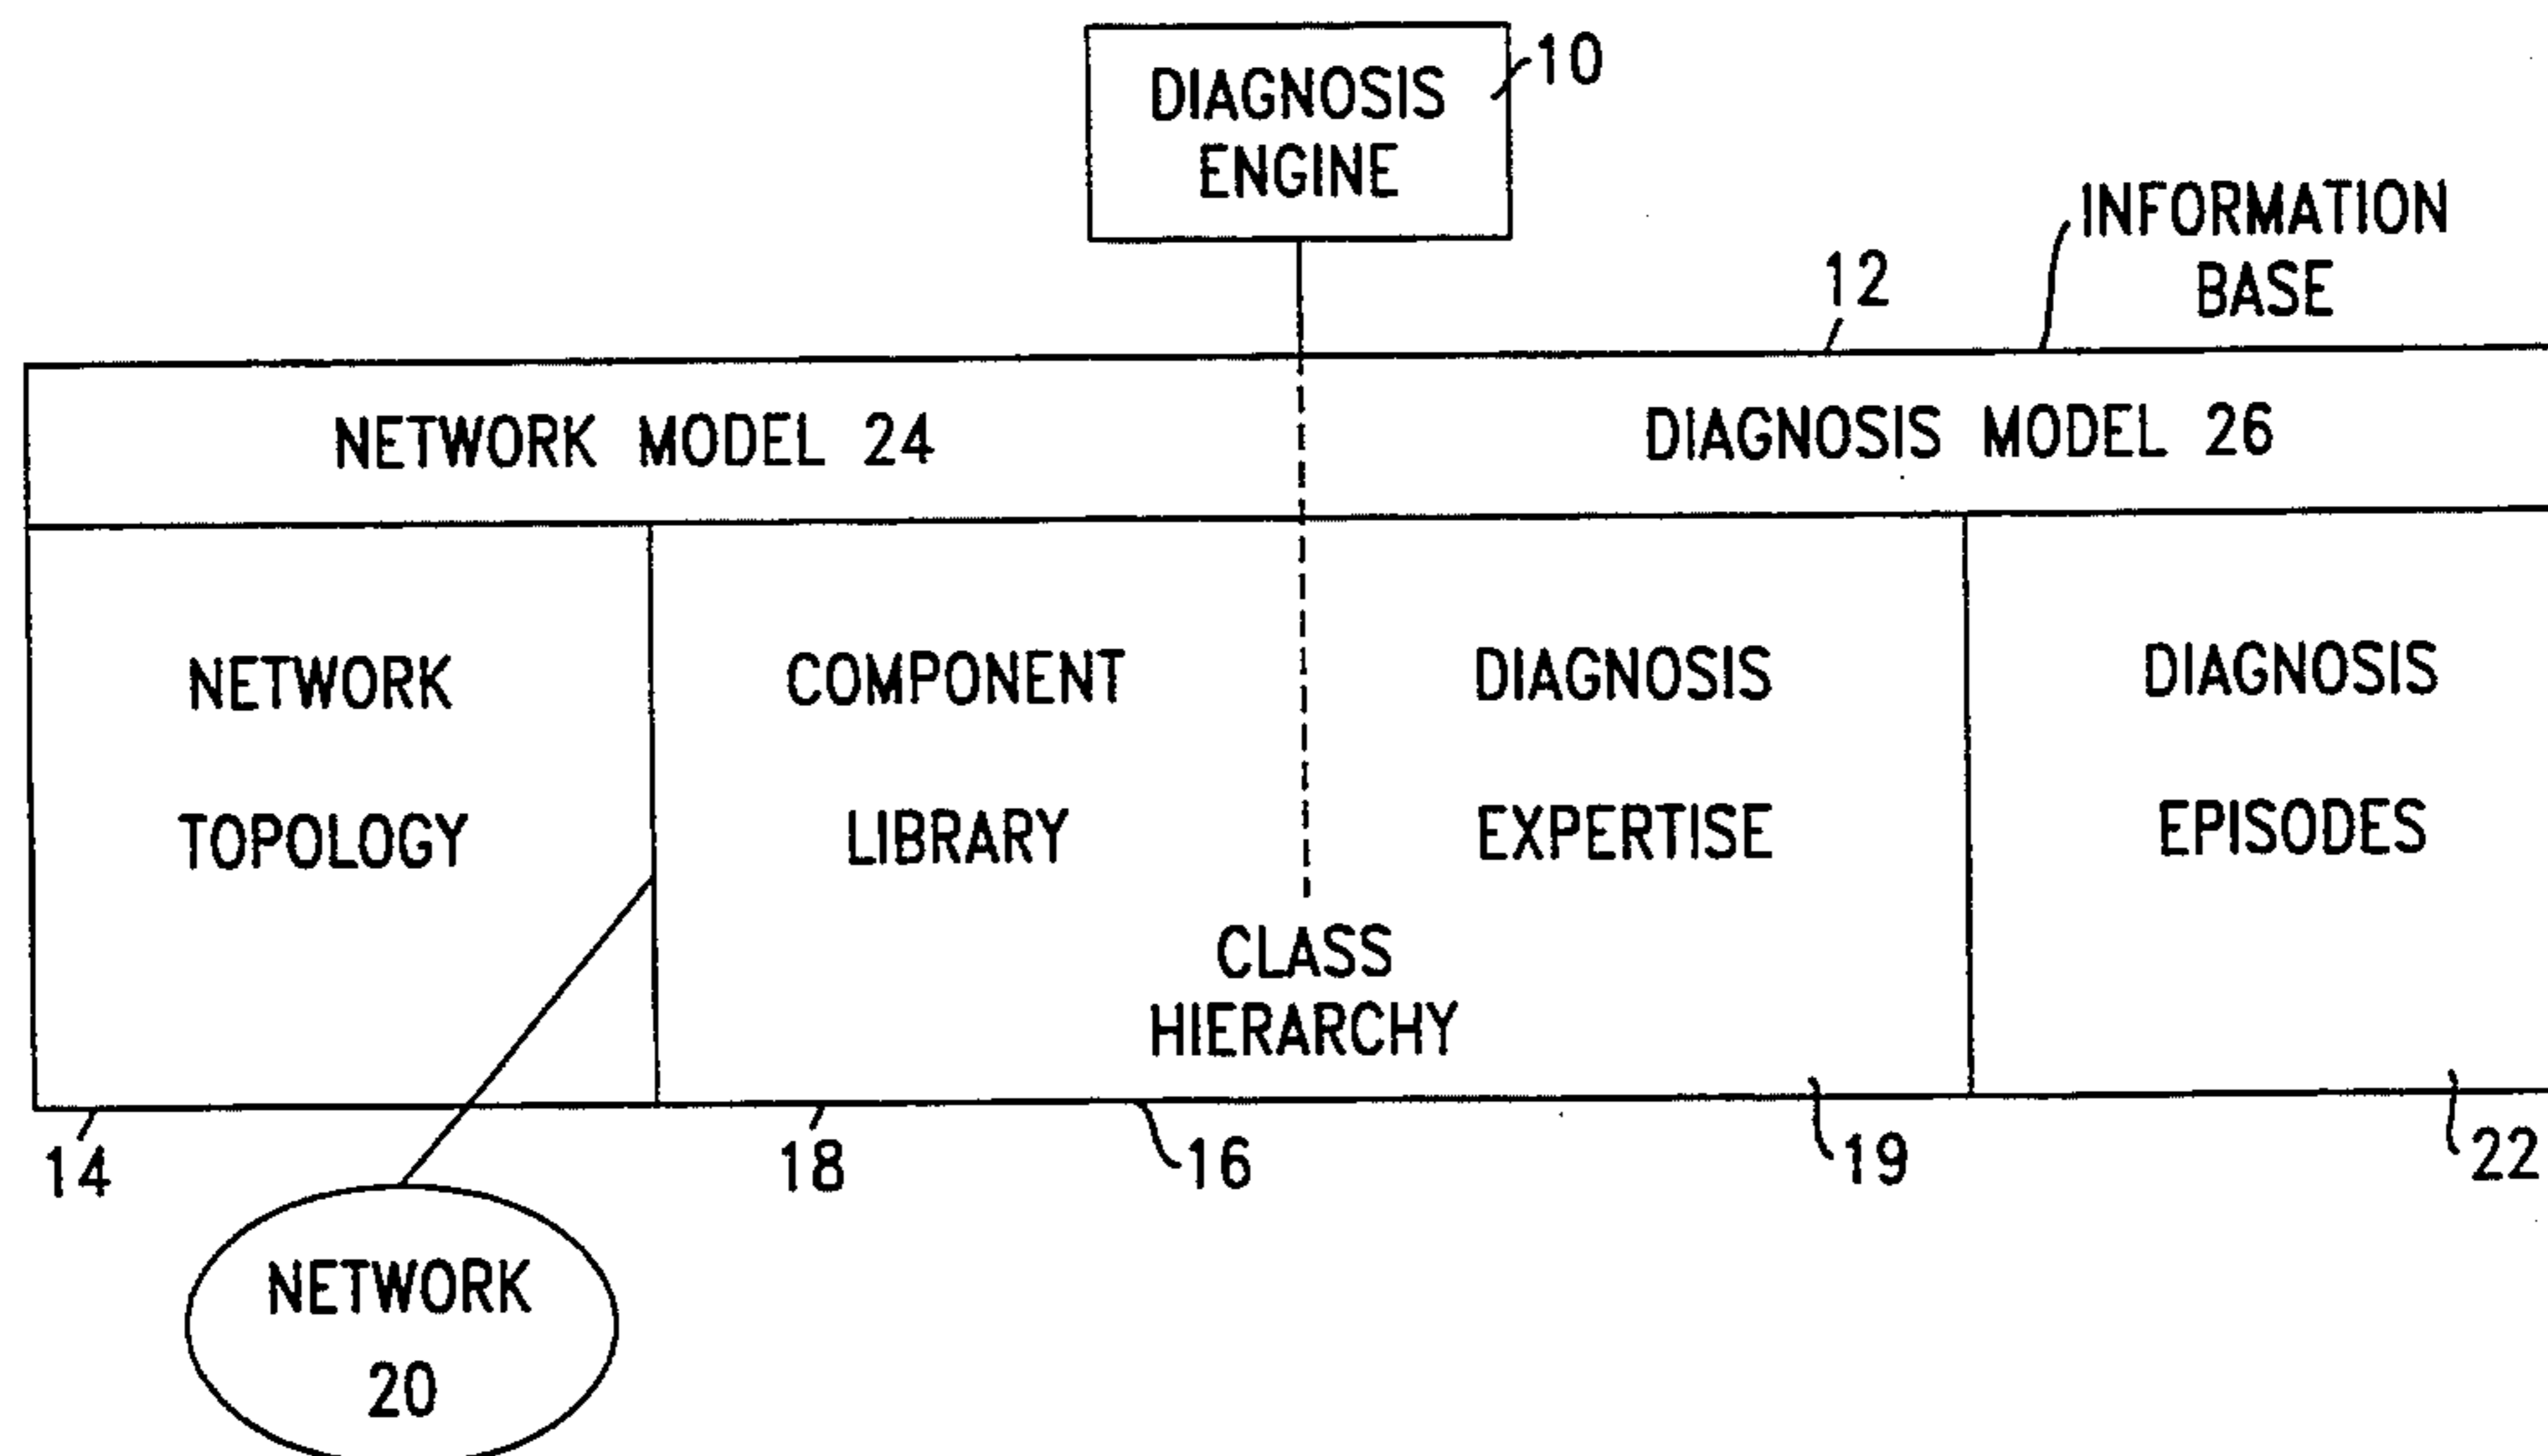 DIAGNOSIS
ENGINE
10
INFORMATION
BASE
12
NETWORK MODEL 24
DIAGNOSIS MODEL 26
NETWORK
TOPOLOGY
COMPONENT
LIBRARY
DIAGNOSIS
EXPERTISE
DIAGNOSIS
EPISODES
CLASS
HIERARCHY
14
18
16
19
22
NETWORK
20